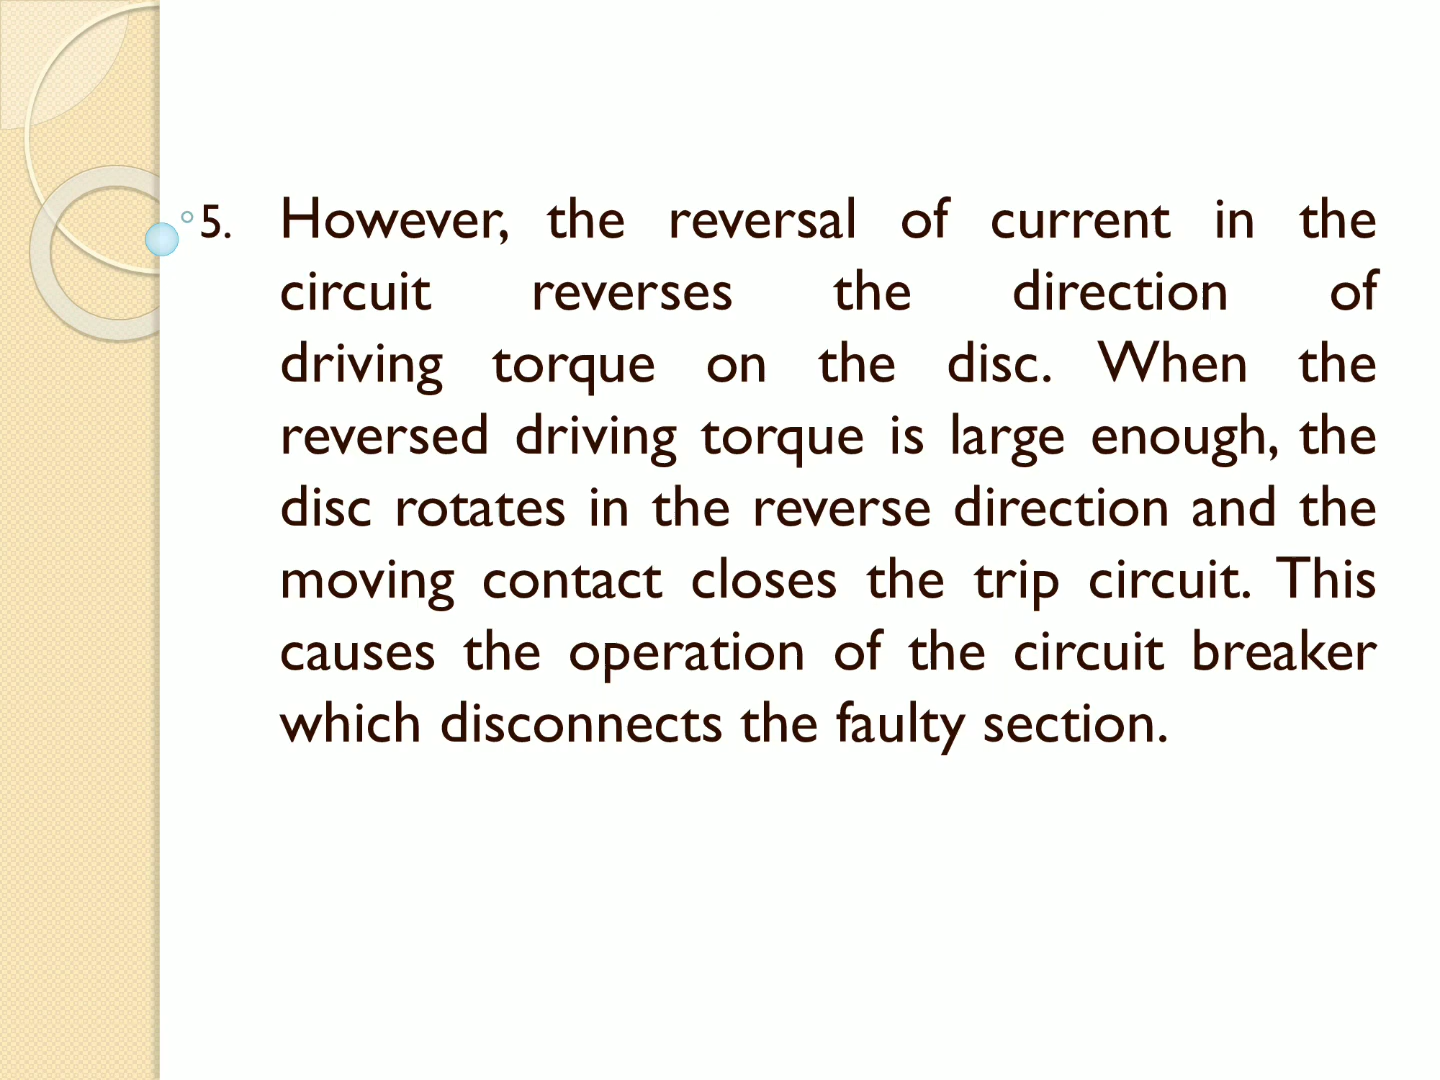 5. However, the reversal of current in the
circuit reverses the direction of
driving torque on the disc. When the
reversed driving torque is large enough, the
disc rotates in the reverse direction and the
moving contact closes the trip circuit. This
causes the operation of the circuit breaker
which disconnects the faulty section.